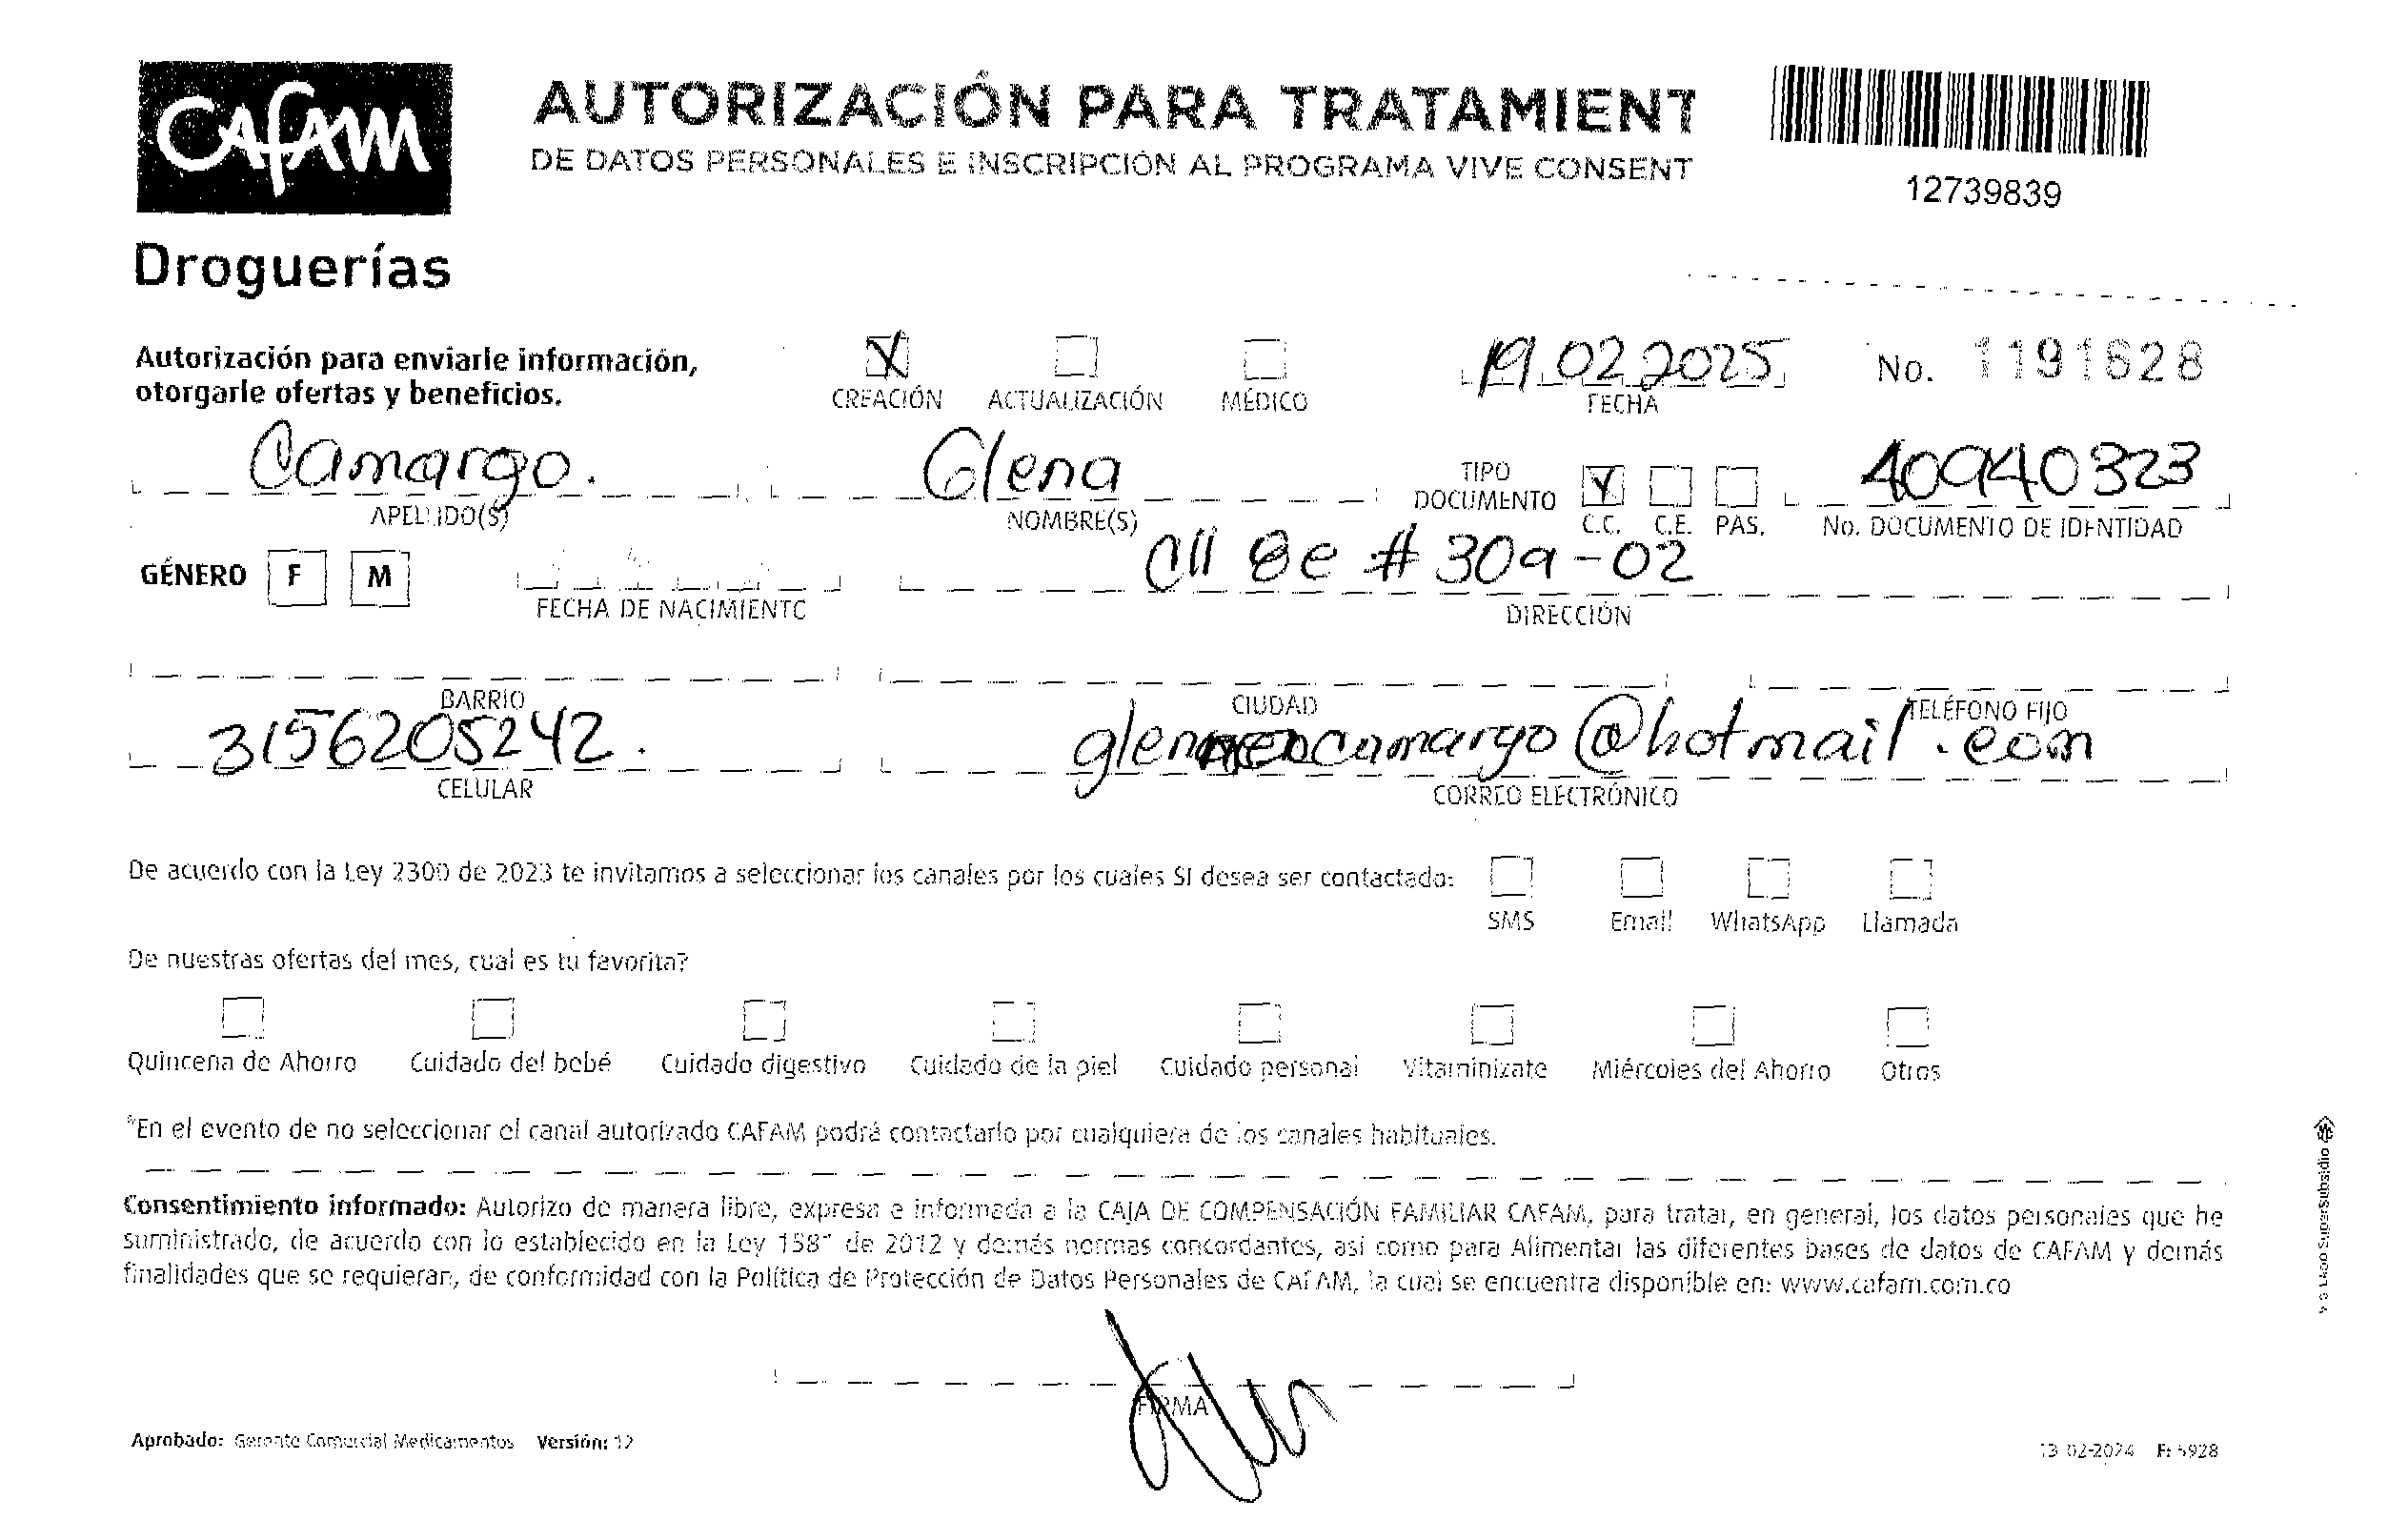 CAfAM
Droguerías
AUTORIZACIÓN PARA TRATAMIENT
DE DATOS PERSONALES E INSCRIPCIÓN AL PROGRAMA VIVE CONSENT
12739839
Autorización para enviarle información,
otorgarle ofertas y beneficios.
CREACIÓN ACTUALIZACIÓN MÉDICO
19 02 2025
FECHA
No. 1191628
Camargo. Glena
APELLIDO(S) NOMBRE(S)
TIPO
DOCUMENTO
C.C. C.E. PAS.
40940323
No. DOCUMENTO DE IDENTIDAD
GÉNERO F M
FECHA DE NACIMIENTO
Cll 8e # 30a-02
DIRECCIÓN
BARRIO CIUDAD TELÉFONO FIJO
3156205242.
CELULAR
@hotmail.com
CORREO ELECTRÓNICO
De acuerdo con la Ley 2300 de 2023 te invitamos a seleccionar los canales por los cuales SI desea ser contactado:
SMS Email WhatsApp Llamada
De nuestras ofertas del mes, cual es tu favorita?
Quincena de Ahorro Cuidado del bebé Cuidado digestivo Cuidado de la piel Cuidado personal Vitaminízate Miércoles del Ahorro Otros
*En el evento de no seleccionar el canal autorizado CAFAM podrá contactarlo por cualquiera de los canales habituales.
Consentimiento informado: Autorizo de manera libre, expresa e informada a la CAJA DE COMPENSACIÓN FAMILIAR CAFAM, para tratar, en general, los datos personales que he
suministrado, de acuerdo con lo establecido en la Ley 1581 de 2012 y demás normas concordantes, así como para Alimentar las diferentes bases de datos de CAFAM y demás
finalidades que se requieran, de conformidad con la Política de Protección de Datos Personales de CAFAM, la cual se encuentra disponible en: www.cafam.com.co
FIRMA
Aprobado: Gerente Comercial Medicamentos Versión: 12
13-02-2024 F: 5928
SuperSubsidio